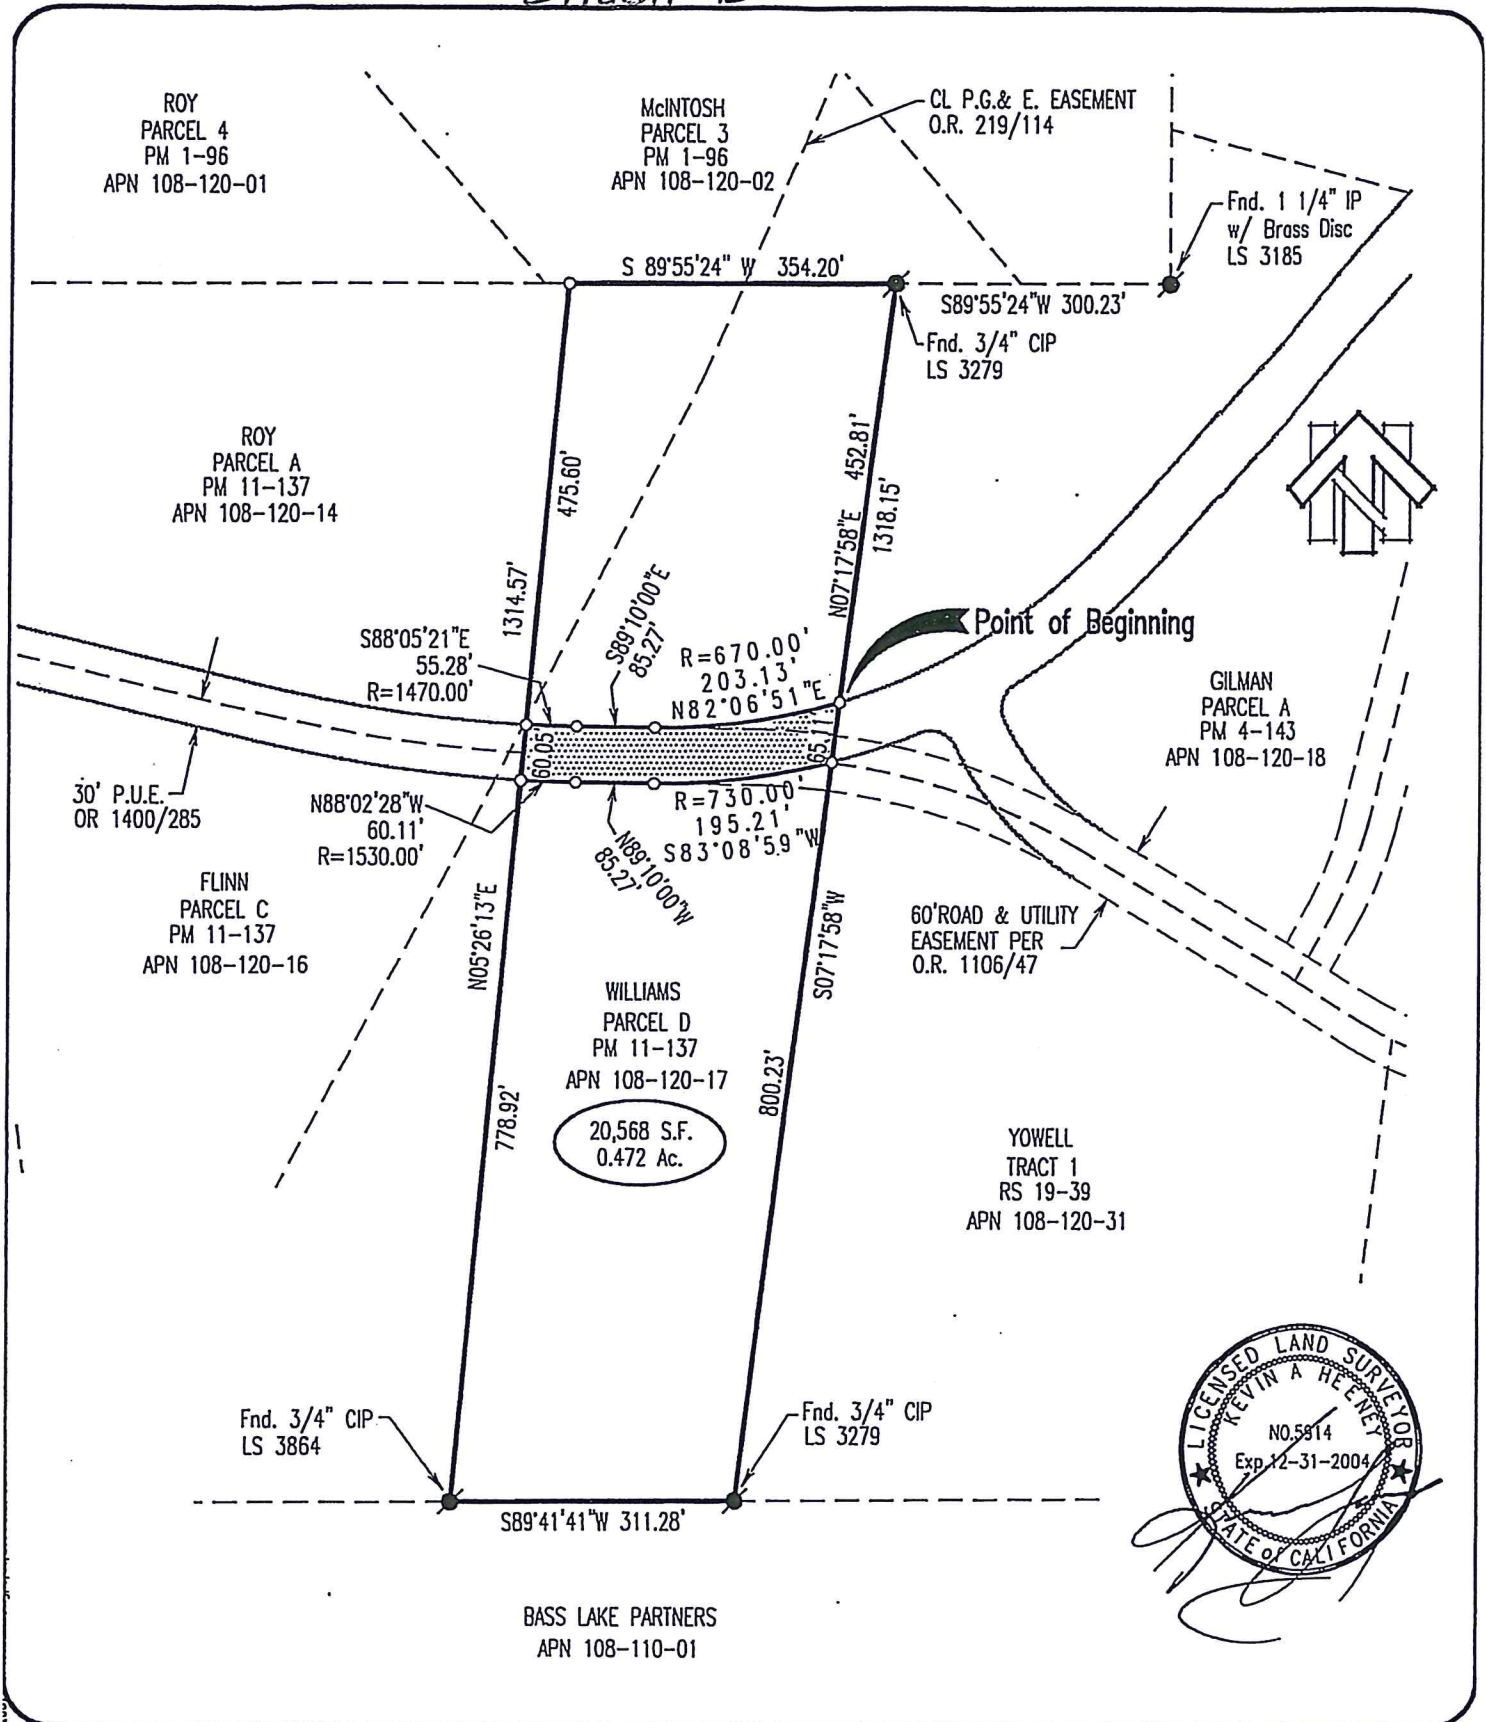 ROY
PARCEL 4
PM 1-96
APN 108-120-01
McINTOSH
PARCEL 3
PM 1-96
APN 108-120-02
CL P.G.& E. EASEMENT
O.R. 219/114
Fnd. 1 1/4" IP
w/ Brass Disc
LS 3185
S 89°55'24" W 354.20'
S89°55'24"W 300.23'
Fnd. 3/4" CIP
LS 3279
ROY
PARCEL A
PM 11-137
APN 108-120-14
475.60'
1314.57'
452.81'
N07°17'58"E
1318.15'
N
Point of Beginning
S88°05'21"E
55.28'
R=1470.00'
S89°10'00"E
85.27'
R=670.00'
203.13'
N82°06'51"E
GILMAN
PARCEL A
PM 4-143
APN 108-120-18
60.05'
30' P.U.E.
OR 1400/285
N88°02'28"W
60.11'
R=1530.00'
N89°10'00"W
85.27'
R=730.00'
195.21'
S83°08'59"W
FLINN
PARCEL C
PM 11-137
APN 108-120-16
N05°26'13"E
S07°17'58"W
60'ROAD & UTILITY
EASEMENT PER
O.R. 1106/47
WILLIAMS
PARCEL D
PM 11-137
APN 108-120-17
20,568 S.F.
0.472 Ac.
778.92'
800.23'
YOWELL
TRACT 1
RS 19-39
APN 108-120-31
Fnd. 3/4" CIP
LS 3864
Fnd. 3/4" CIP
LS 3279
S89°41'41"W 311.28'
LICENSED LAND SURVEYOR
KEVIN A HEENEY
NO.5914
Exp.12-31-2004
STATE of CALIFORNIA
BASS LAKE PARTNERS
APN 108-110-01